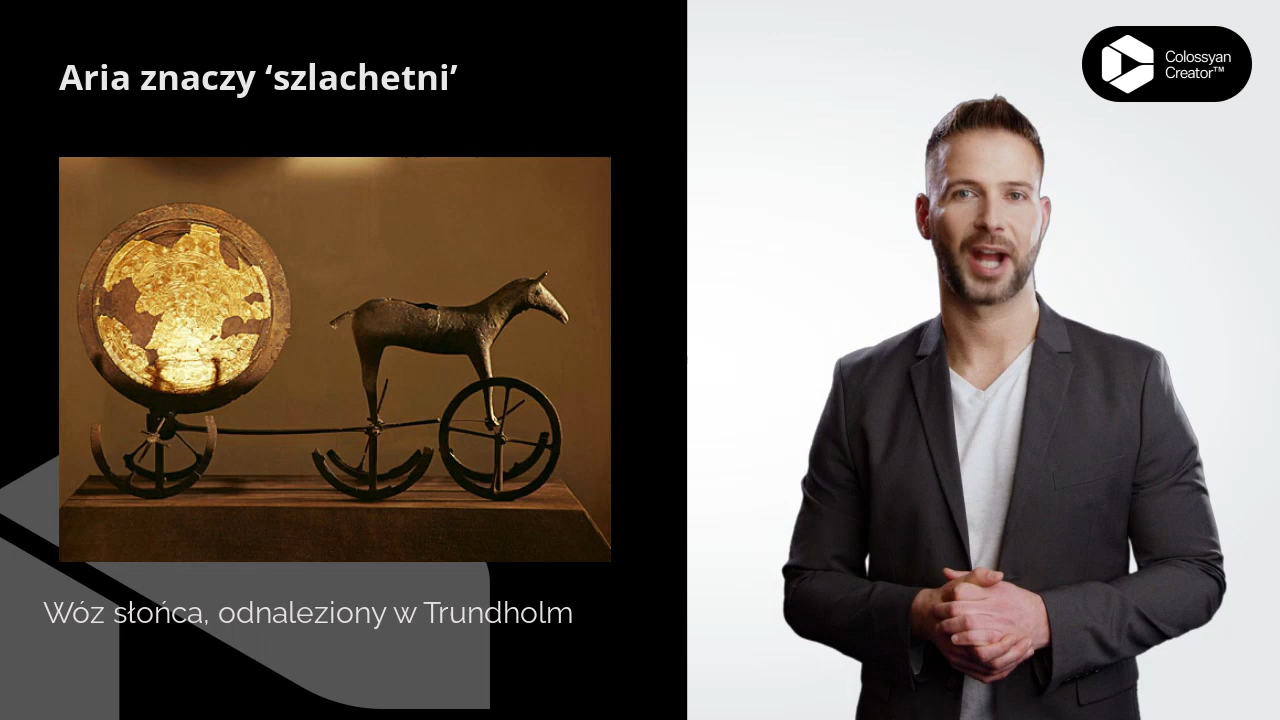 Aria znaczy ‘szlachetni’
Colossyan
Creator™
Wóz słońca, odnaleziony w Trundholm